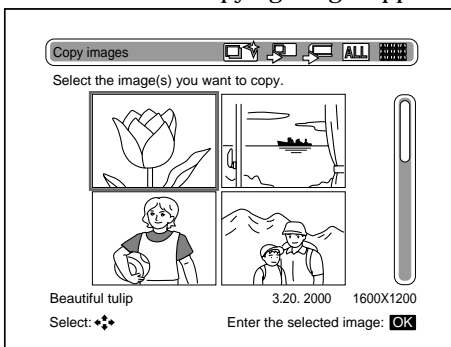 Copy images ALL
Select the image(s) you want to copy.
Beautiful tulip 3.20. 2000 1600X1200
Select: Enter the selected image: OK